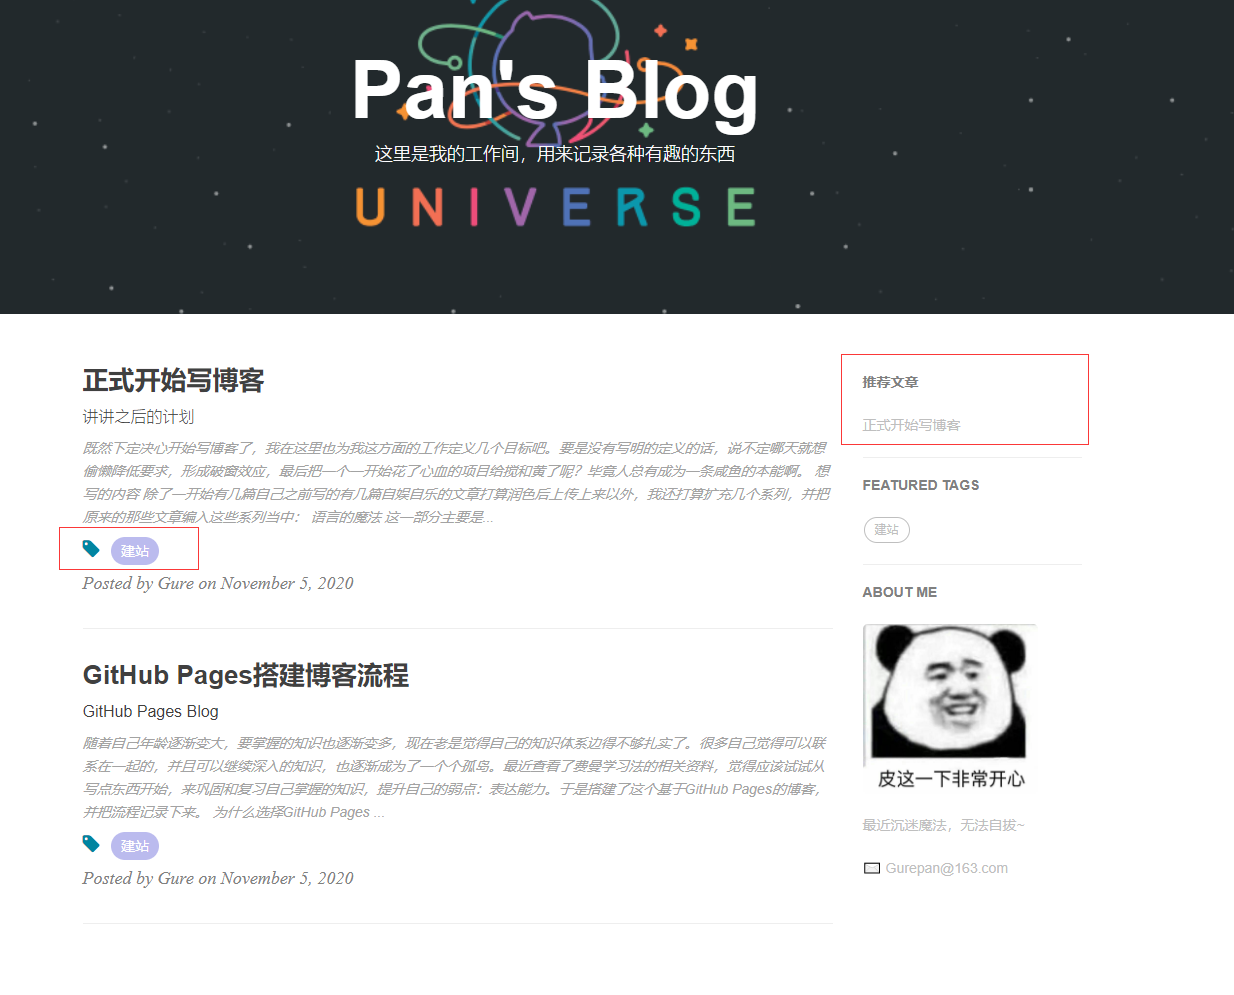 Pan's Blog
这里是我的工作间，用来记录各种有趣的东西
UNIVERSE
正式开始写博客
讲讲之后的计划
既然下定决心开始写博客了，我在这里也为我这方面的工作定义几个目标吧。要是没有写明的定义的话，说不定哪天就想
偷懒降低要求，形成破窗效应，最后把一个一开始花了心血的项目给搅和黄了呢？毕竟人总有成为一条咸鱼的本能啊。 想
写的内容 除了一开始有几篇自己之前写的有几篇自娱自乐的文章打算润色后上传上来以外，我还打算扩充几个系列，并把
原来的那些文章编入这些系列当中： 语言的魔法 这一部分主要是...
建站
Posted by Gure on November 5, 2020
GitHub Pages搭建博客流程
GitHub Pages Blog
随着自己年龄逐渐变大，要掌握的知识也逐渐变多，现在老是觉得自己的知识体系边得不够扎实了。很多自己觉得可以联
系在一起的，并且可以继续深入的知识，也逐渐成为了一个个孤岛。最近查看了费曼学习法的相关资料，觉得应该试试从
写点东西开始，来巩固和复习自己掌握的知识，提升自己的弱点：表达能力。于是搭建了这个基于GitHub Pages的博客，
并把流程记录下来。 为什么选择GitHub Pages ...
建站
Posted by Gure on November 5, 2020
推荐文章
正式开始写博客
FEATURED TAGS
建站
ABOUT ME
皮这一下非常开心
最近沉迷魔法，无法自拔~
Gurepan@163.com